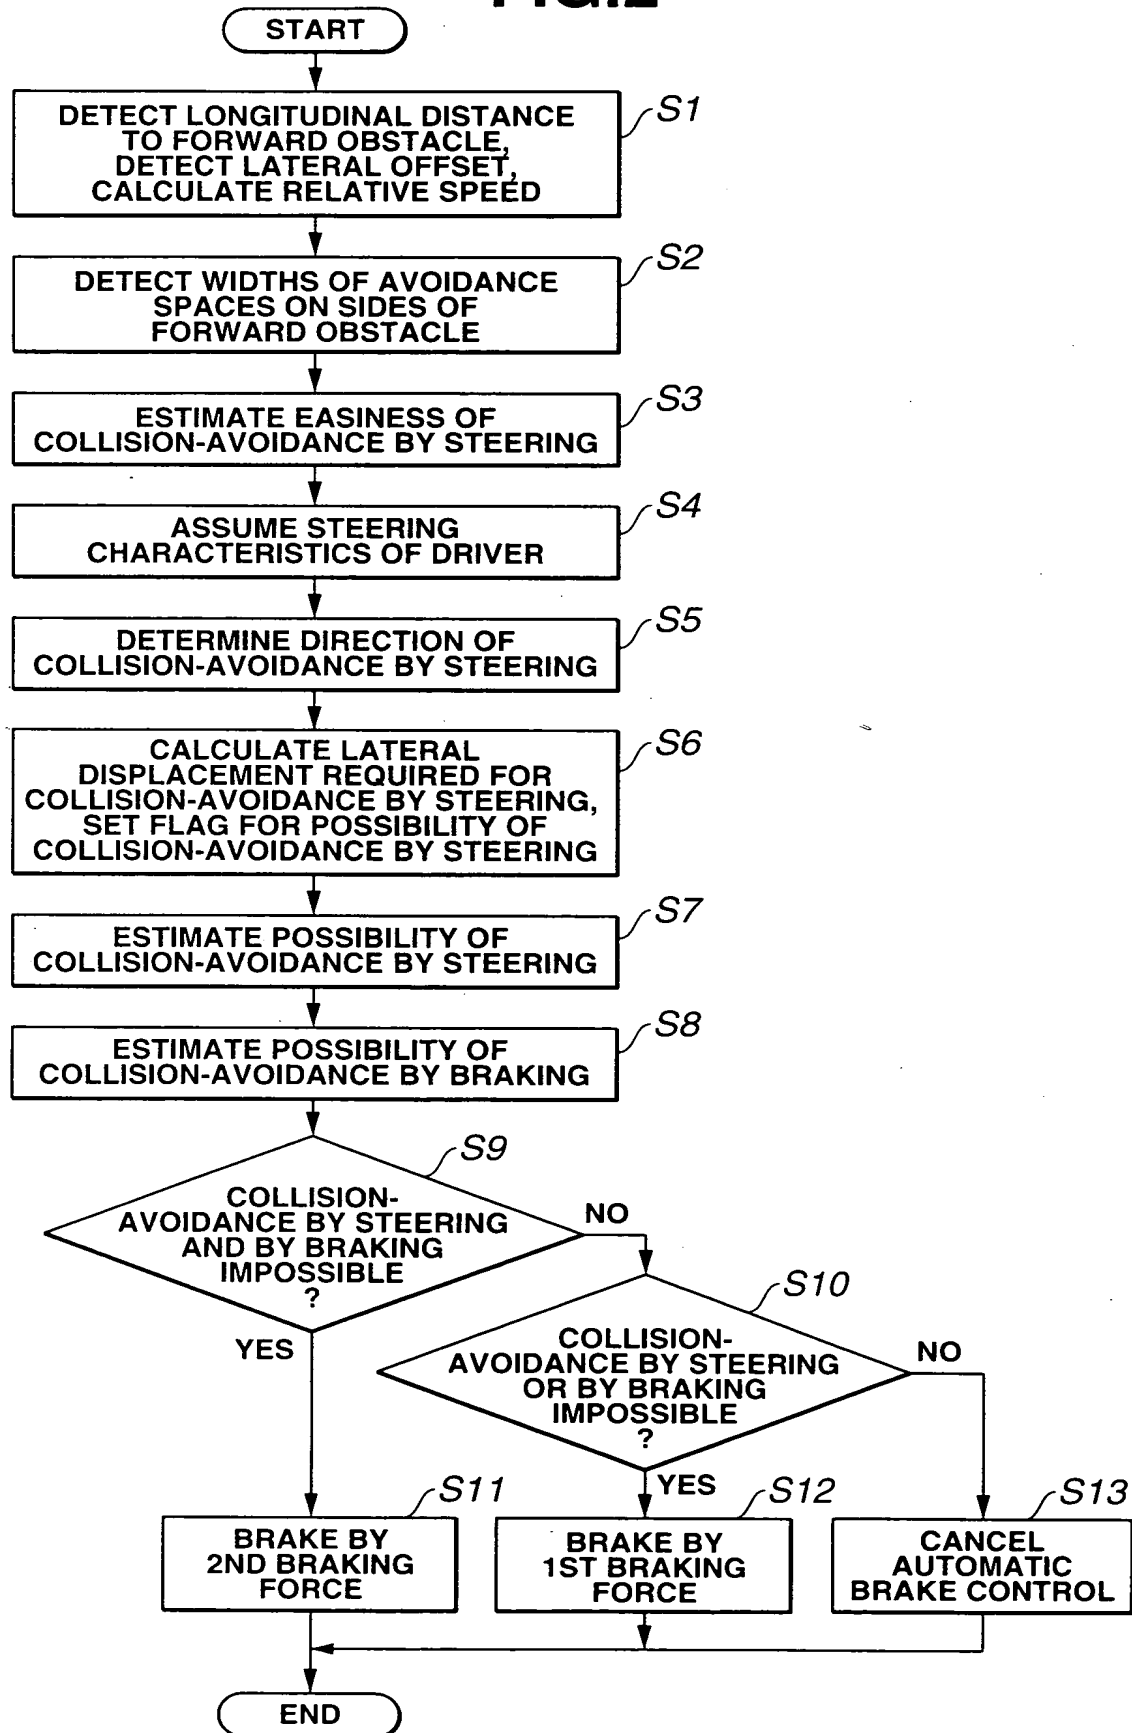 FIG.2
START
S1
DETECT LONGITUDINAL DISTANCE
TO FORWARD OBSTACLE,
DETECT LATERAL OFFSET,
CALCULATE RELATIVE SPEED
S2
DETECT WIDTHS OF AVOIDANCE
SPACES ON SIDES OF
FORWARD OBSTACLE
S3
ESTIMATE EASINESS OF
COLLISION-AVOIDANCE BY STEERING
S4
ASSUME STEERING
CHARACTERISTICS OF DRIVER
S5
DETERMINE DIRECTION OF
COLLISION-AVOIDANCE BY STEERING
S6
CALCULATE LATERAL
DISPLACEMENT REQUIRED FOR
COLLISION-AVOIDANCE BY STEERING,
SET FLAG FOR POSSIBILITY OF
COLLISION-AVOIDANCE BY STEERING
S7
ESTIMATE POSSIBILITY OF
COLLISION-AVOIDANCE BY STEERING
S8
ESTIMATE POSSIBILITY OF
COLLISION-AVOIDANCE BY BRAKING
S9
COLLISION-
AVOIDANCE BY STEERING
AND BY BRAKING
IMPOSSIBLE
?
NO
YES
S10
COLLISION-
AVOIDANCE BY STEERING
OR BY BRAKING
IMPOSSIBLE
?
NO
YES
S11
BRAKE BY
2ND BRAKING
FORCE
S12
BRAKE BY
1ST BRAKING
FORCE
S13
CANCEL
AUTOMATIC
BRAKE CONTROL
END